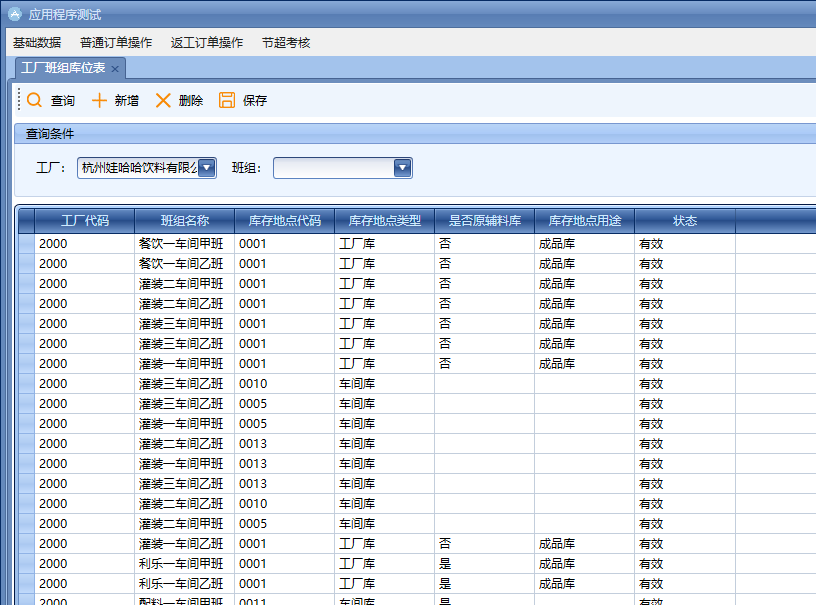 应用程序测试
基础数据 普通订单操作 返工订单操作 节超考核
工厂班组库位表
查询 新增 删除 保存
查询条件
工厂： 杭州娃哈哈饮料有限公 班组：
工厂代码 班组名称 库存地点代码 库存地点类型 是否原辅料库 库存地点用途 状态
2000 餐饮一车间甲班 0001 工厂库 否 成品库 有效
2000 餐饮一车间乙班 0001 工厂库 否 成品库 有效
2000 灌装二车间甲班 0001 工厂库 否 成品库 有效
2000 灌装二车间乙班 0001 工厂库 否 成品库 有效
2000 灌装三车间甲班 0001 工厂库 否 成品库 有效
2000 灌装三车间乙班 0001 工厂库 否 成品库 有效
2000 灌装一车间甲班 0001 工厂库 否 成品库 有效
2000 灌装三车间乙班 0010 车间库 有效
2000 灌装三车间乙班 0005 车间库 有效
2000 灌装一车间甲班 0005 车间库 有效
2000 灌装二车间乙班 0013 车间库 有效
2000 灌装一车间甲班 0013 车间库 有效
2000 灌装三车间乙班 0013 车间库 有效
2000 灌装二车间乙班 0010 车间库 有效
2000 灌装二车间甲班 0005 车间库 有效
2000 灌装一车间乙班 0001 工厂库 否 成品库 有效
2000 利乐一车间甲班 0001 工厂库 是 成品库 有效
2000 利乐一车间乙班 0001 工厂库 是 成品库 有效
2000 配料一车间甲班 0011 车间库 是 有效